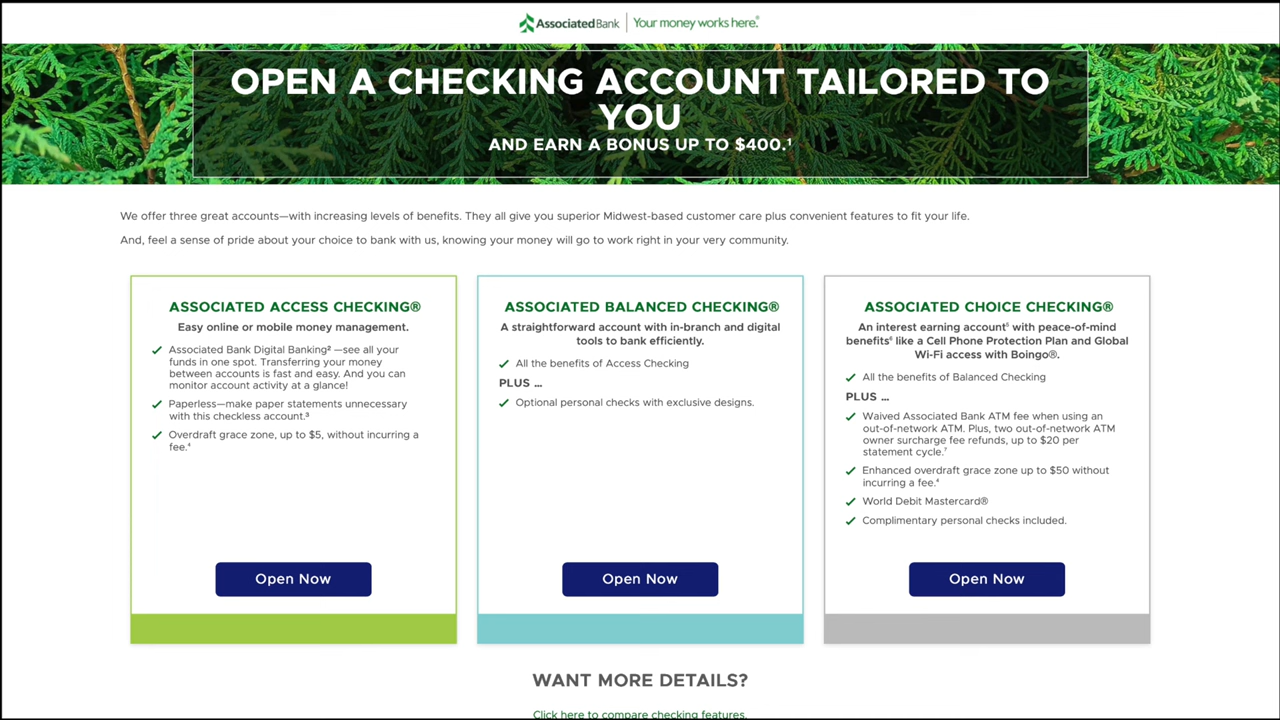 AssociatedBank | Your money works here.®
OPEN A CHECKING ACCOUNT TAILORED TO
YOU
AND EARN A BONUS UP TO $400.¹
We offer three great accounts—with increasing levels of benefits. They all give you superior Midwest-based customer care plus convenient features to fit your life.
And, feel a sense of pride about your choice to bank with us, knowing your money will go to work right in your very community.
ASSOCIATED ACCESS CHECKING®
Easy online or mobile money management.
Associated Bank Digital Banking² —see all your
funds in one spot. Transferring your money
between accounts is fast and easy. And you can
monitor account activity at a glance!
Paperless—make paper statements unnecessary
with this checkless account.³
Overdraft grace zone, up to $5, without incurring a
fee.⁴
Open Now
ASSOCIATED BALANCED CHECKING®
A straightforward account with in-branch and digital
tools to bank efficiently.
All the benefits of Access Checking
PLUS ...
Optional personal checks with exclusive designs.
Open Now
ASSOCIATED CHOICE CHECKING®
An interest earning account⁵ with peace-of-mind
benefits⁶ like a Cell Phone Protection Plan and Global
Wi-Fi access with Boingo®.
All the benefits of Balanced Checking
PLUS ...
Waived Associated Bank ATM fee when using an
out-of-network ATM. Plus, two out-of-network ATM
owner surcharge fee refunds, up to $20 per
statement cycle.⁷
Enhanced overdraft grace zone up to $50 without
incurring a fee.⁴
World Debit Mastercard®
Complimentary personal checks included.
Open Now
WANT MORE DETAILS?
Click here to compare checking features.